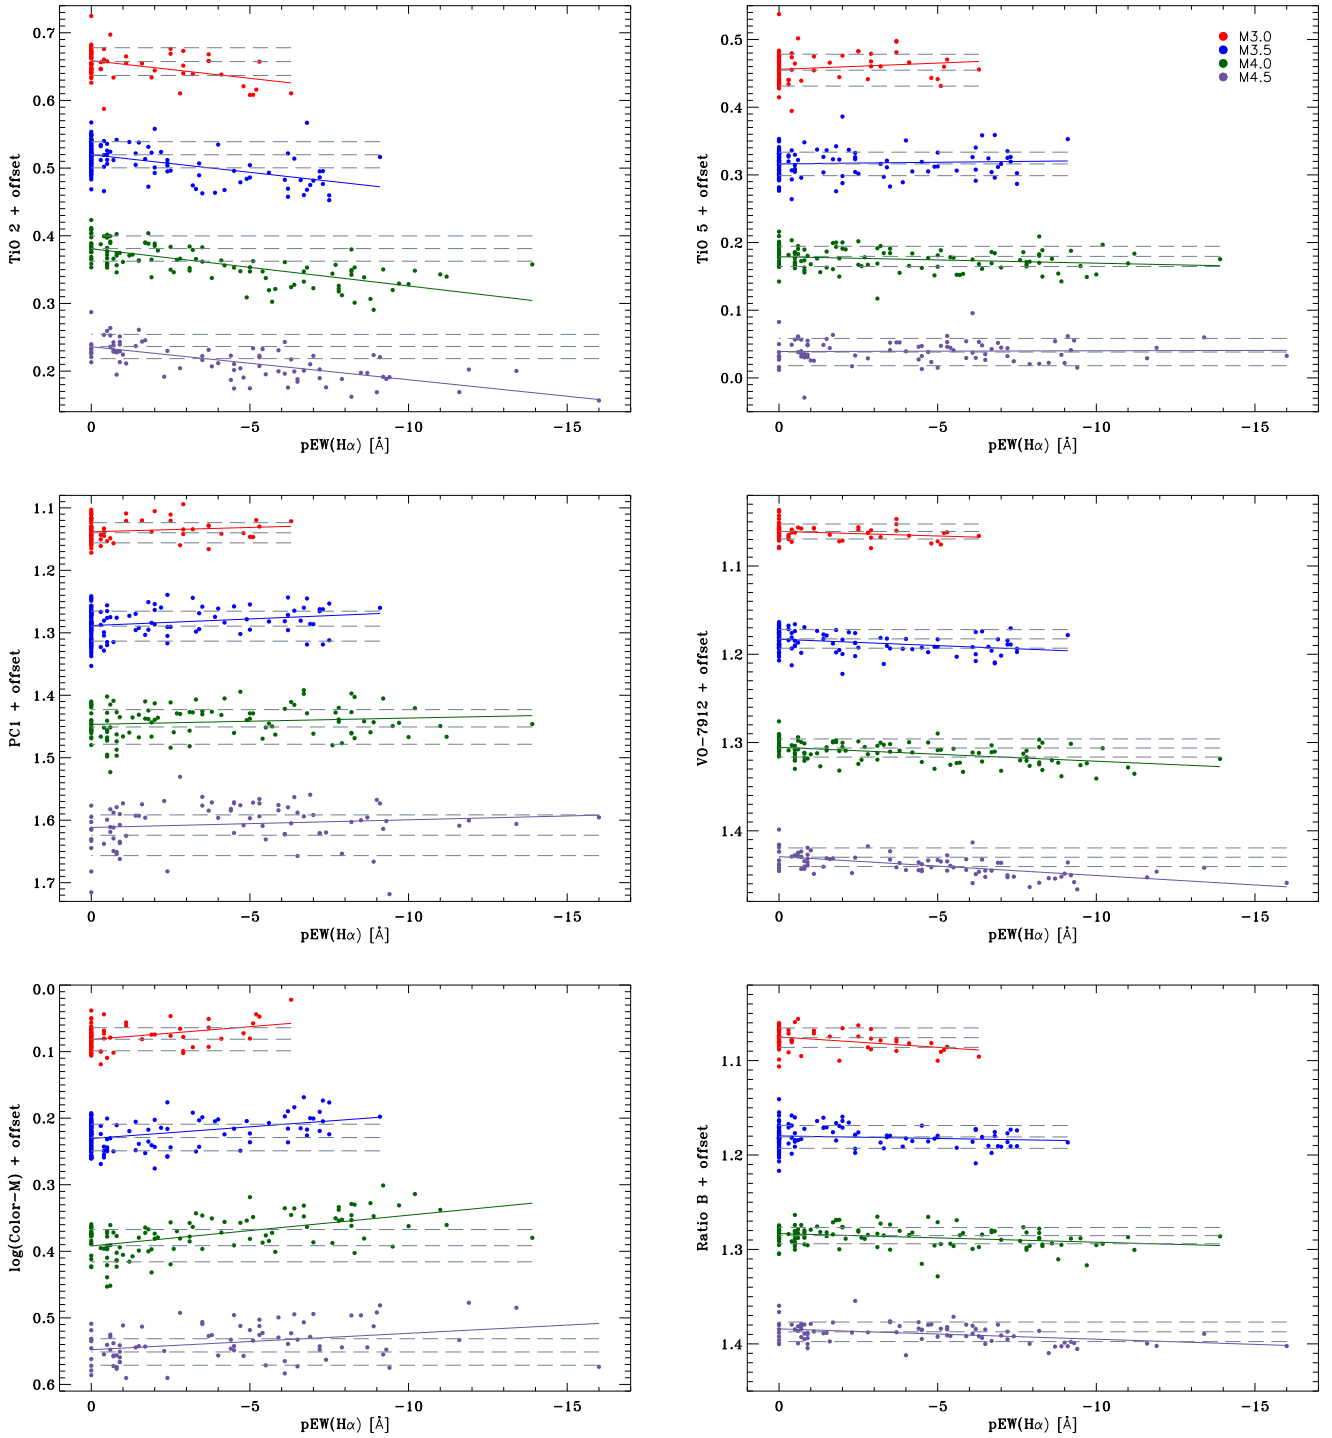 0.7
0.6
0.5
0.4
0.3
0.2
TiO 2 + offset
0 −5 −10 −15
pEW(Hα) [Å]
0.5
0.4
0.3
0.2
0.1
0.0
TiO 5 + offset
M3.0
M3.5
M4.0
M4.5
0 −5 −10 −15
pEW(Hα) [Å]
1.1
1.2
1.3
1.4
1.5
1.6
1.7
PC1 + offset
0 −5 −10 −15
pEW(Hα) [Å]
1.1
1.2
1.3
1.4
VO−7912 + offset
0 −5 −10 −15
pEW(Hα) [Å]
0.0
0.1
0.2
0.3
0.4
0.5
0.6
log(Color−M) + offset
0 −5 −10 −15
pEW(Hα) [Å]
1.1
1.2
1.3
1.4
Ratio B + offset
0 −5 −10 −15
pEW(Hα) [Å]